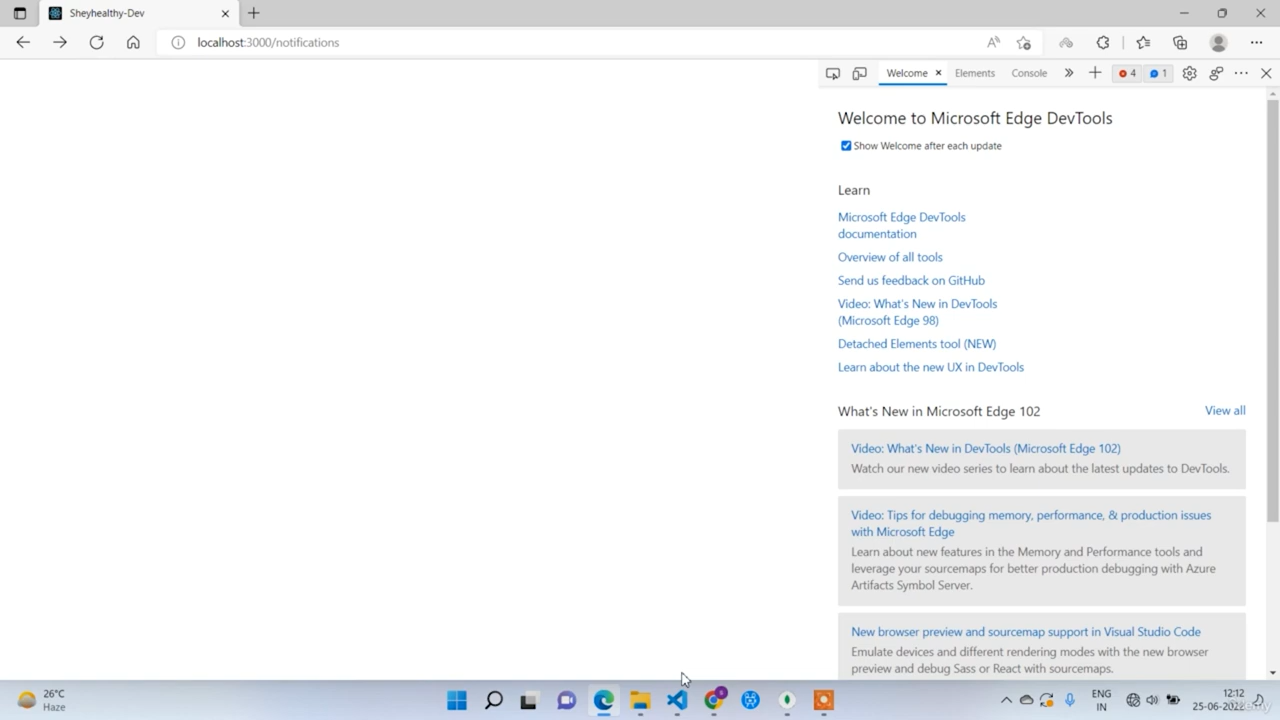 Sheyhealthy-Dev
localhost:3000/notifications
Welcome
Elements
Console
4
1
Welcome to Microsoft Edge DevTools
Show Welcome after each update
Learn
Microsoft Edge DevTools
documentation
Overview of all tools
Send us feedback on GitHub
Video: What's New in DevTools
(Microsoft Edge 98)
Detached Elements tool (NEW)
Learn about the new UX in DevTools
What's New in Microsoft Edge 102
View all
Video: What's New in DevTools (Microsoft Edge 102)
Watch our new video series to learn about the latest updates to DevTools.
Video: Tips for debugging memory, performance, & production issues
with Microsoft Edge
Learn about new features in the Memory and Performance tools and
leverage your sourcemaps for better production debugging with Azure
Artifacts Symbol Server.
New browser preview and sourcemap support in Visual Studio Code
Emulate devices and different rendering modes with the new browser
preview and debug Sass or React with sourcemaps.
26°C
Haze
ENG
IN
12:12
25-06-2022